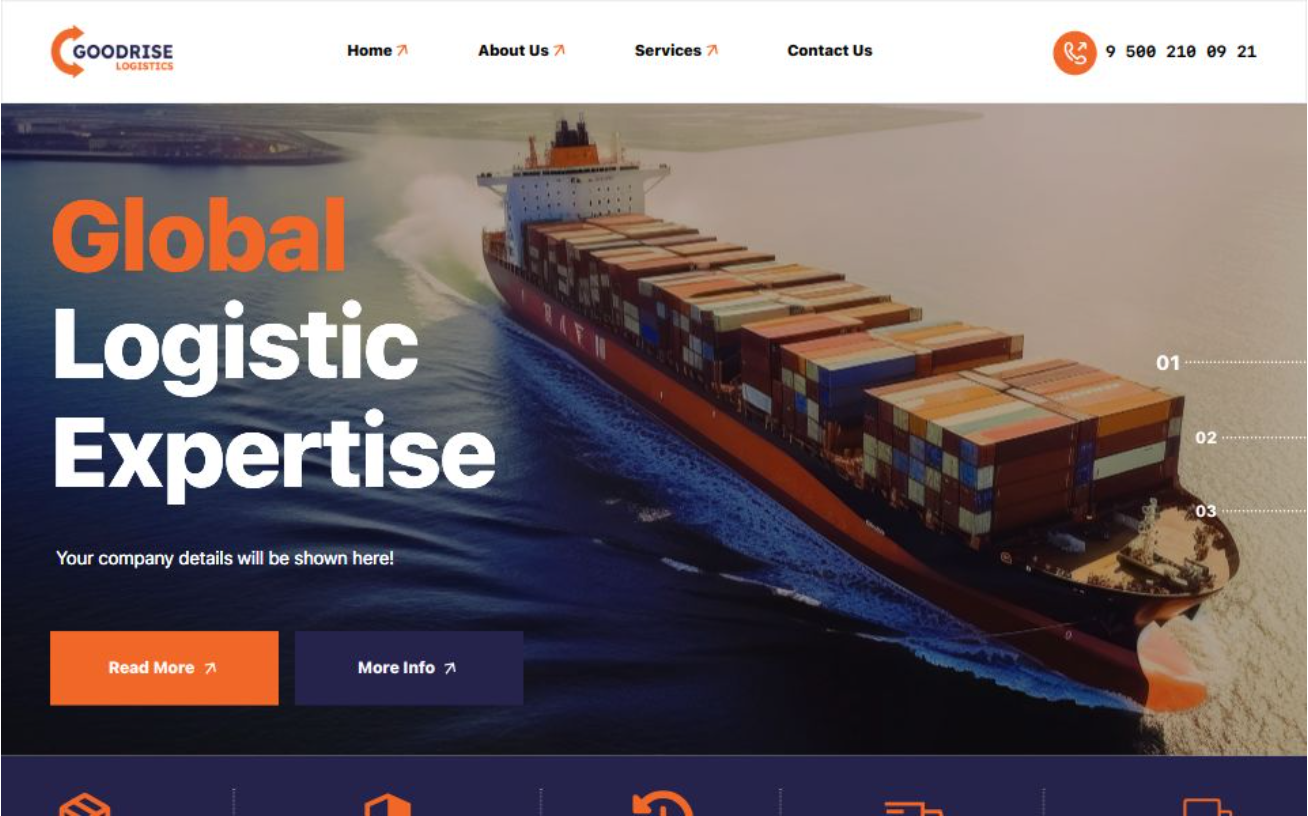 GOODRISE
LOGISTICS
Home
About Us
Services
Contact Us
9 500 210 09 21
Global
Logistic
Expertise
01
02
03
Your company details will be shown here!
Read More
More Info